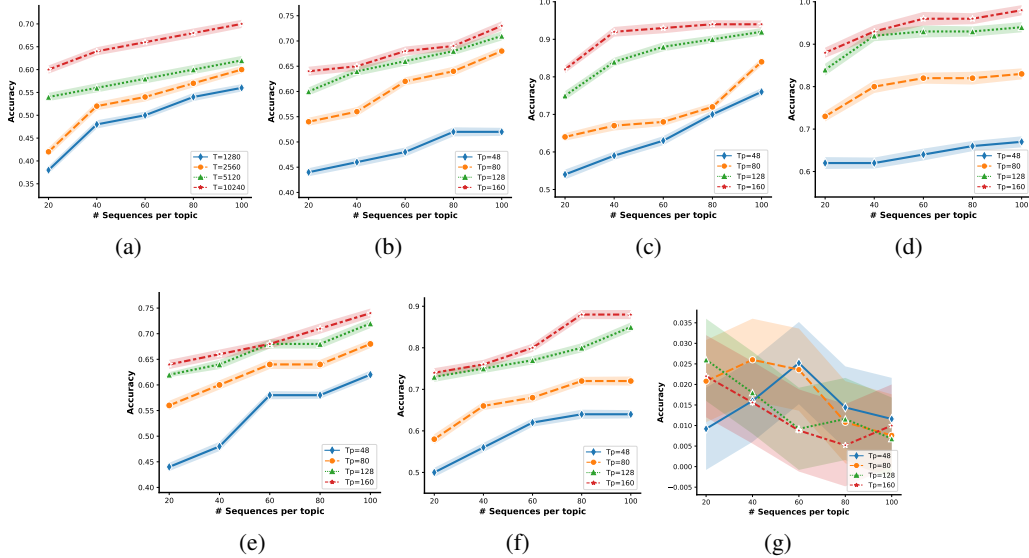 0.70
0.65
0.60
0.55
0.50
0.45
0.40
0.35
Accuracy
20 40 60 80 100
# Sequences per topic
T=1280
T=2560
T=5120
T=10240
(a)
0.75
0.70
0.65
0.60
0.55
0.50
0.45
0.40
Accuracy
20 40 60 80 100
# Sequences per topic
Tp=48
Tp=80
Tp=128
Tp=160
(b)
1.0
0.9
0.8
0.7
0.6
0.5
Accuracy
20 40 60 80 100
# Sequences per topic
Tp=48
Tp=80
Tp=128
Tp=160
(c)
1.0
0.9
0.8
0.7
0.6
Accuracy
20 40 60 80 100
# Sequences per topic
Tp=48
Tp=80
Tp=128
Tp=160
(d)
0.75
0.70
0.65
0.60
0.55
0.50
0.45
0.40
Accuracy
20 40 60 80 100
# Sequences per topic
Tp=48
Tp=80
Tp=128
Tp=160
(e)
0.9
0.8
0.7
0.6
0.5
Accuracy
20 40 60 80 100
# Sequences per topic
Tp=48
Tp=80
Tp=128
Tp=160
(f)
0.035
0.030
0.025
0.020
0.015
0.010
0.005
0.000
−0.005
Accuracy
20 40 60 80 100
# Sequences per topic
Tp=48
Tp=80
Tp=128
Tp=160
(g)